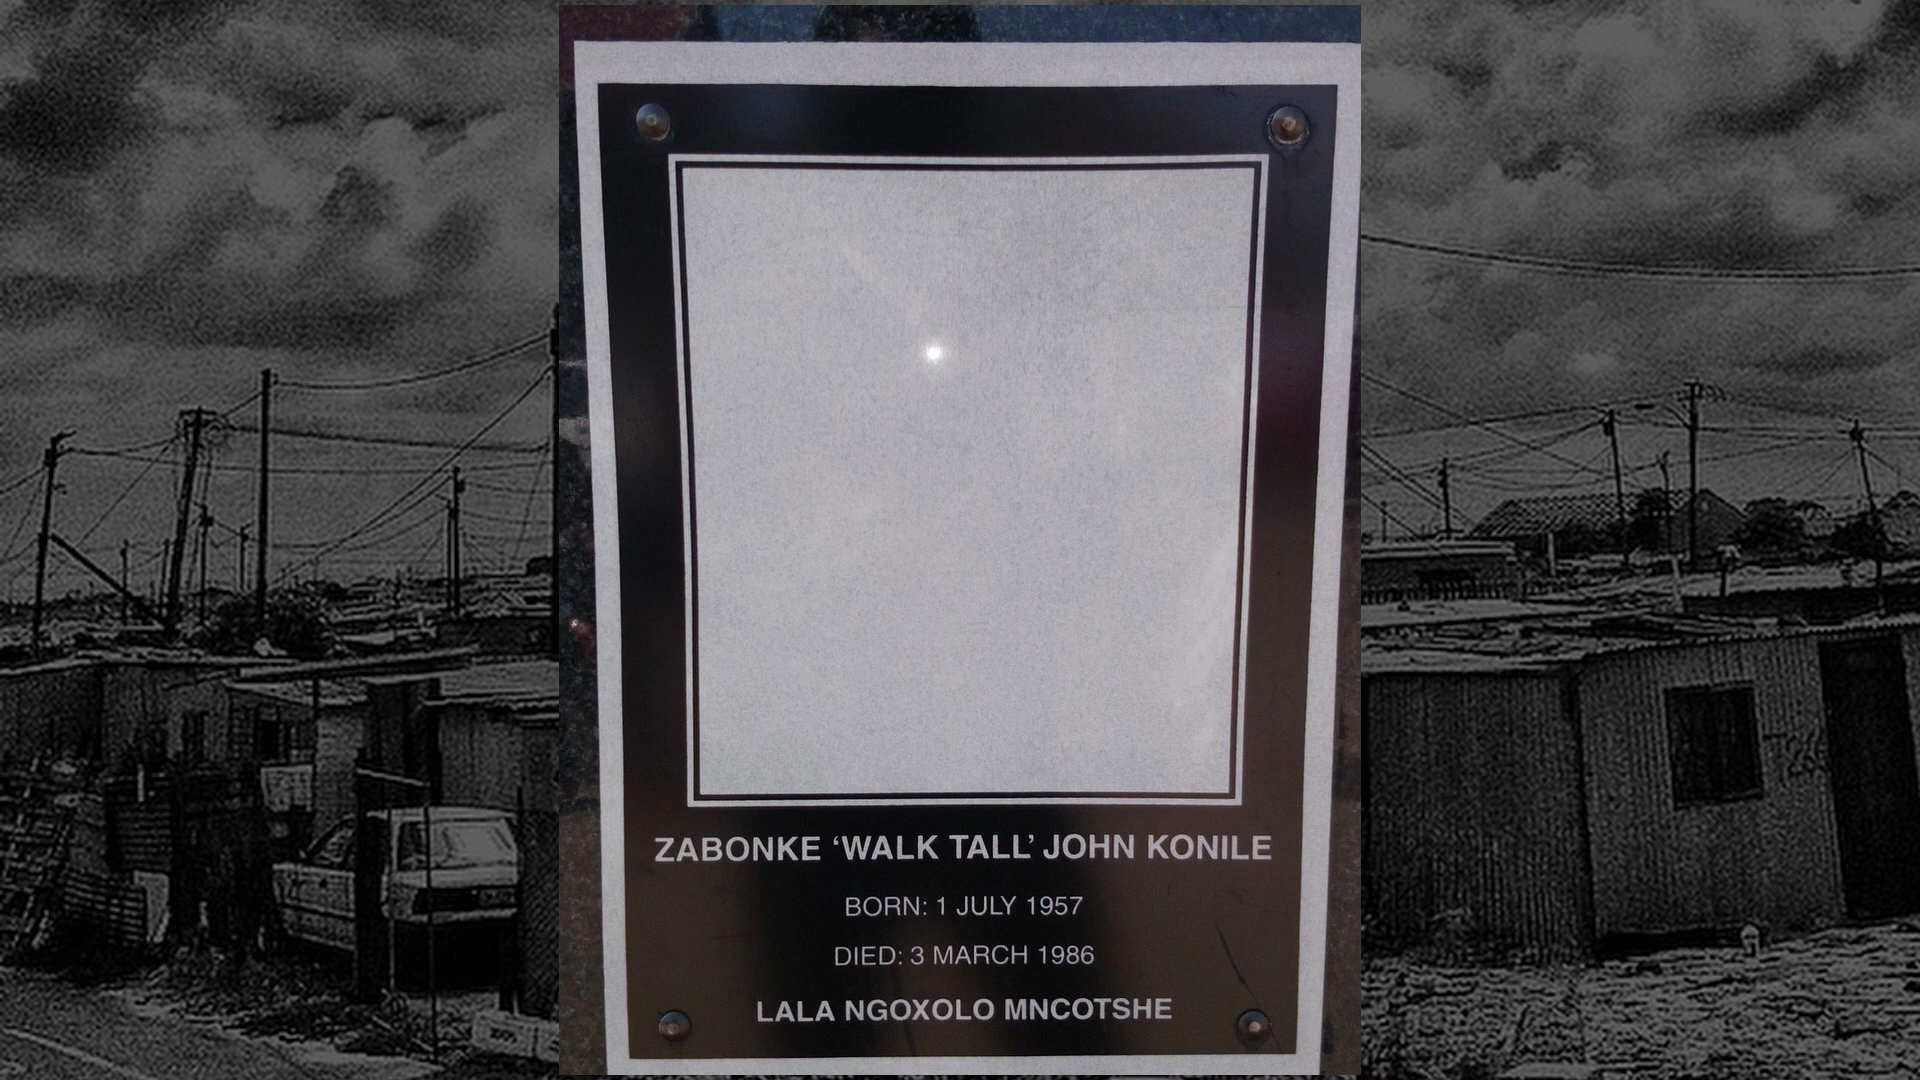 ZABONKE ‘WALK TALL’ JOHN KONILE
BORN: 1 JULY 1957
DIED: 3 MARCH 1986
LALA NGOXOLO MNCOTSHE